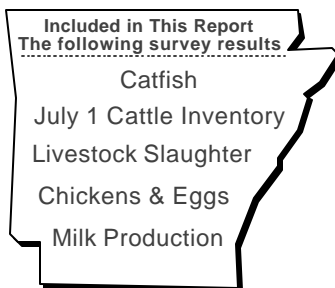 Included in This Report
The following survey results
Catfish
July 1 Cattle Inventory
Livestock Slaughter
Chickens & Eggs
Milk Production